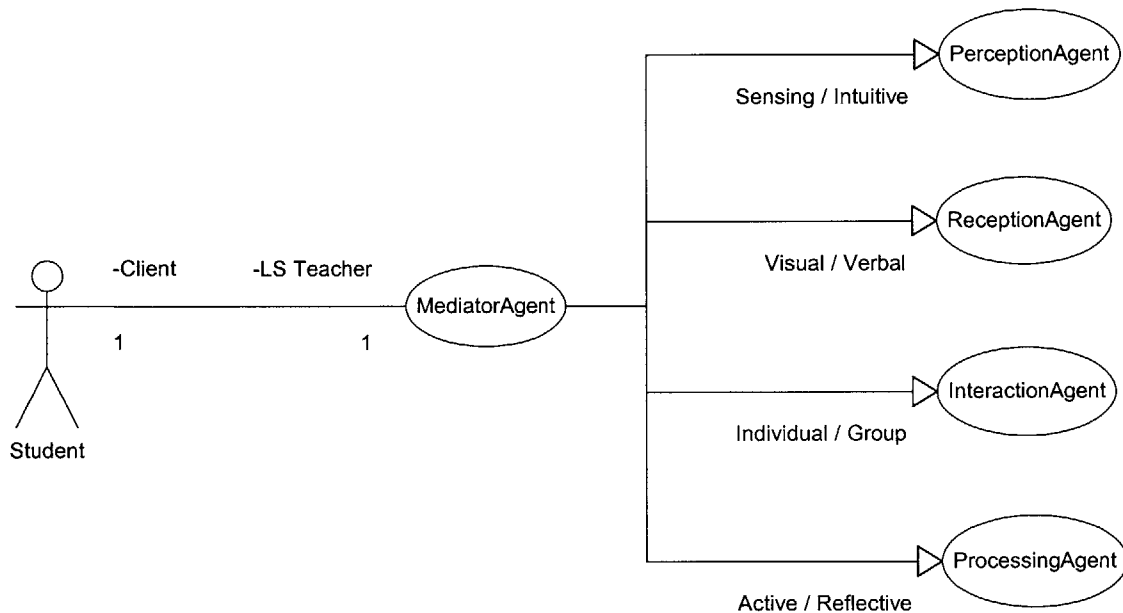 PerceptionAgent
Sensing / Intuitive
ReceptionAgent
Visual / Verbal
-Client
-LS Teacher
MediatorAgent
1
1
InteractionAgent
Individual / Group
Student
ProcessingAgent
Active / Reflective